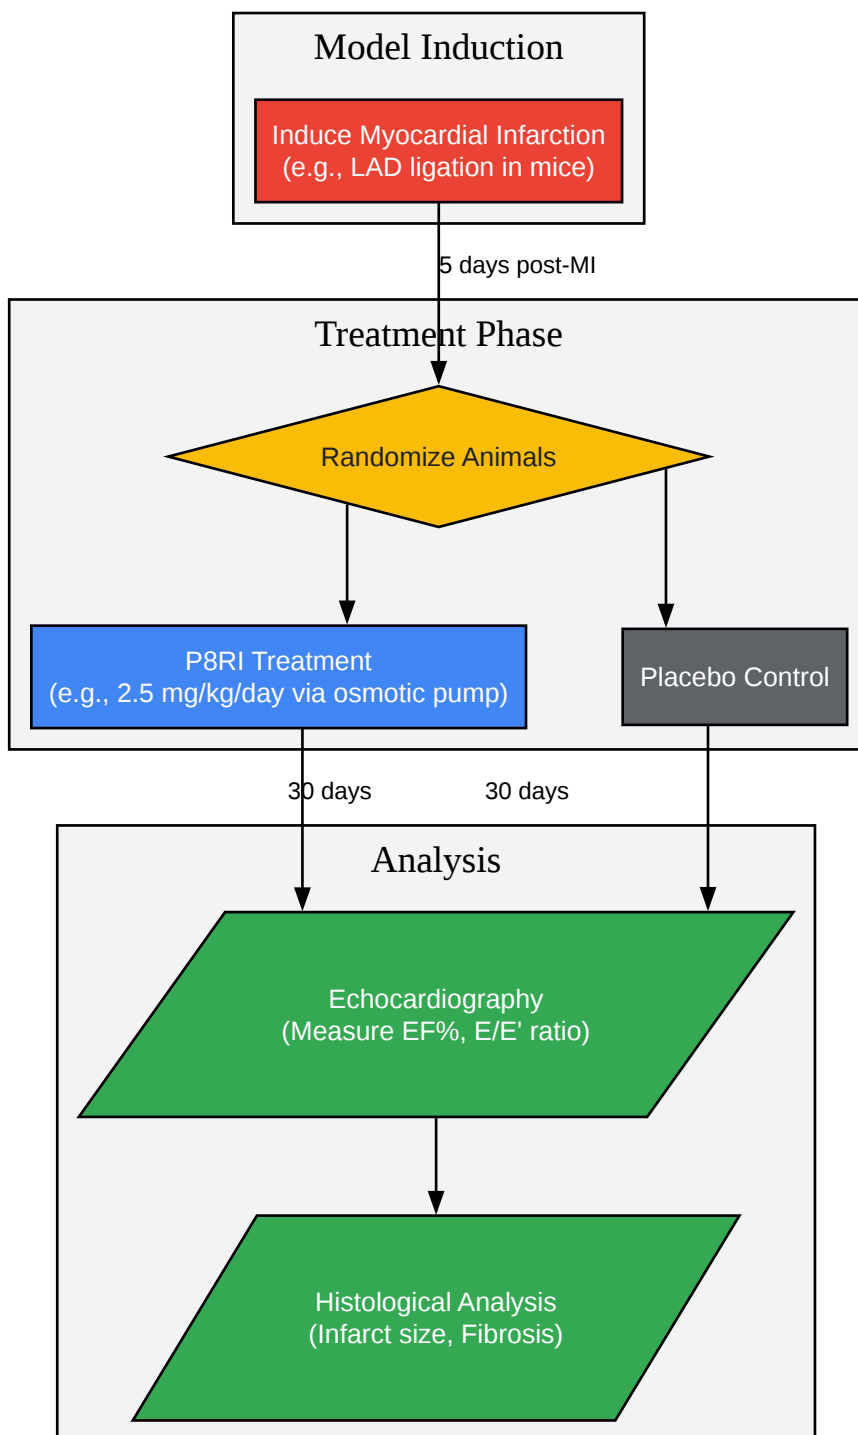 Model Induction
Induce Myocardial Infarction
(e.g., LAD ligation in mice)
5 days post-MI
Treatment Phase
Randomize Animals
P8RI Treatment
(e.g., 2.5 mg/kg/day via osmotic pump)
Placebo Control
30 days
30 days
Analysis
Echocardiography
(Measure EF%, E/E' ratio)
Histological Analysis
(Infarct size, Fibrosis)